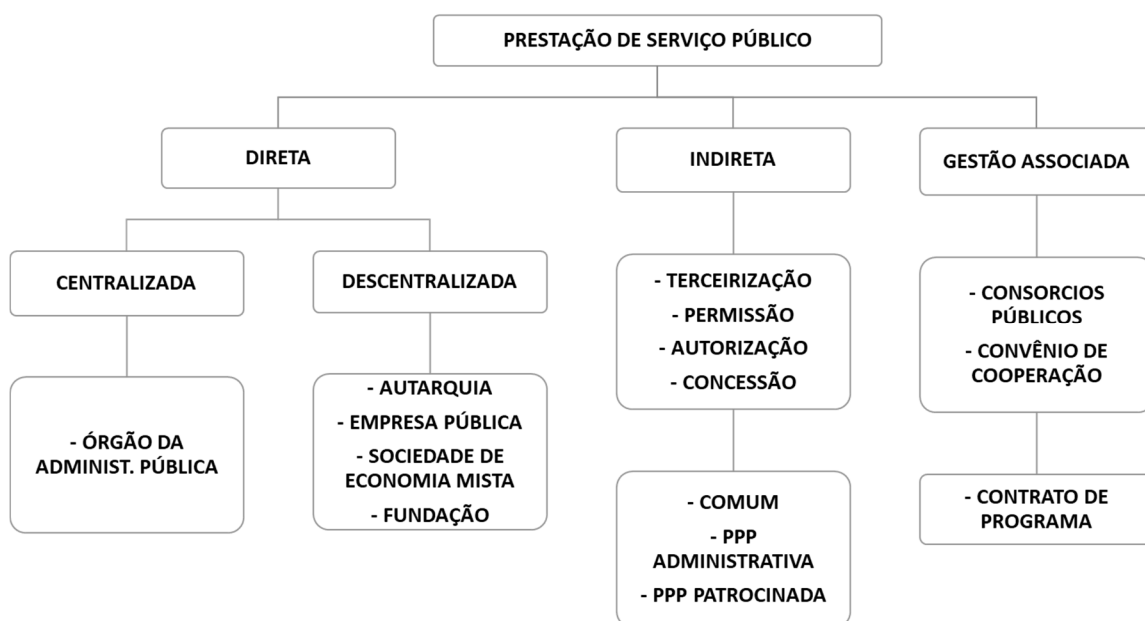 PRESTAÇÃO DE SERVIÇO PÚBLICO
DIRETA
INDIRETA
GESTÃO ASSOCIADA
CENTRALIZADA
DESCENTRALIZADA
- ÓRGÃO DA
ADMINIST. PÚBLICA
- AUTARQUIA
- EMPRESA PÚBLICA
- SOCIEDADE DE
ECONOMIA MISTA
- FUNDAÇÃO
- TERCEIRIZAÇÃO
- PERMISSÃO
- AUTORIZAÇÃO
- CONCESSÃO
- COMUM
- PPP
ADMINISTRATIVA
- PPP PATROCINADA
- CONSORCIOS
PÚBLICOS
- CONVÊNIO DE
COOPERAÇÃO
- CONTRATO DE
PROGRAMA